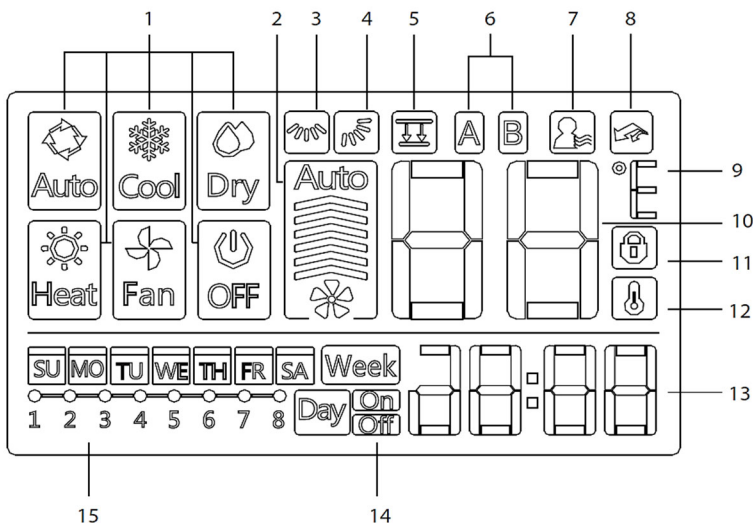 1 2 3 4 5 6 7 8
A B
Auto Cool Dry Auto
9
10
11
Heat Fan OFF
12
SU MO TU WE TH FR SA Week
Day On
Off
13
1 2 3 4 5 6 7 8
15 14